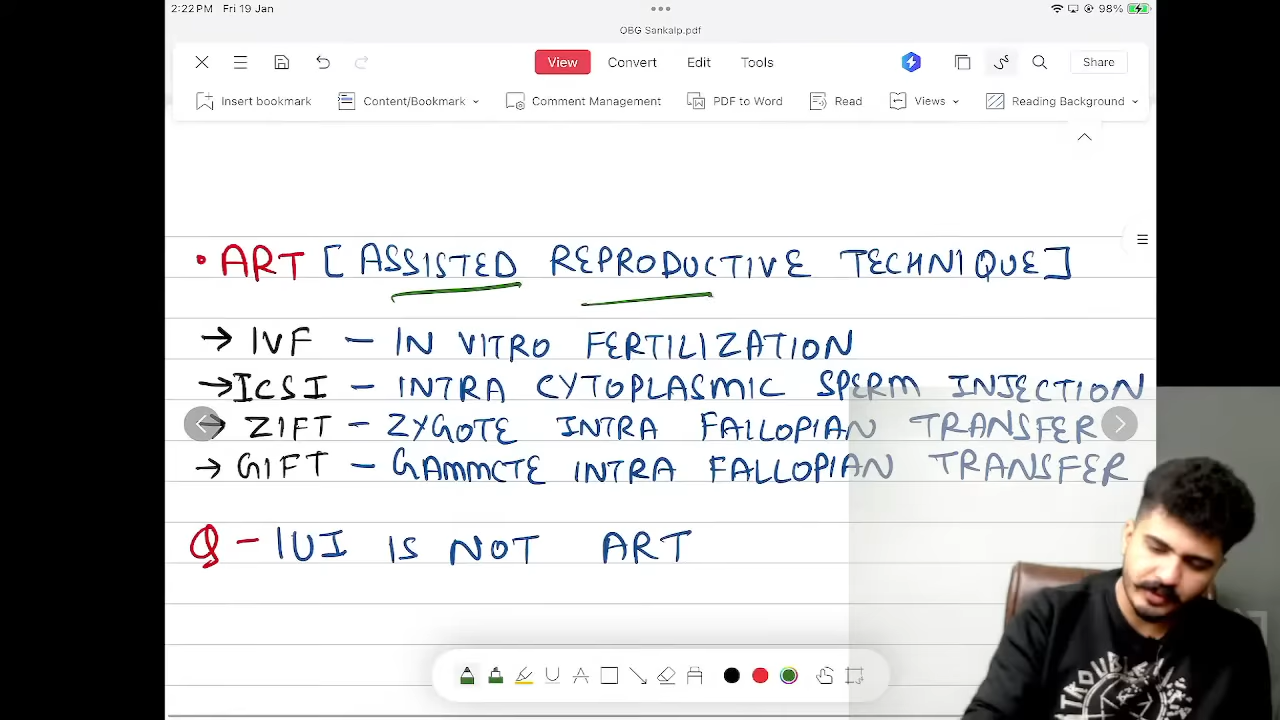 2:22 PM Fri 19 Jan
98%
OBG Sankalp.pdf
View Convert Edit Tools
Share
Insert bookmark Content/Bookmark Comment Management PDF to Word Read Views Reading Background
• ART [ ASSISTED REPRODUCTIVE TECHNIQUE ]
→ IVF – IN VITRO FERTILIZATION
→ ICSI – INTRA CYTOPLASMIC SPERM INJECTION
→ ZIFT – ZYGOTE INTRA FALLOPIAN TRANSFER
→ GIFT – GAMMETE INTRA FALLOPIAN TRANSFER
Q – IUI IS NOT ART